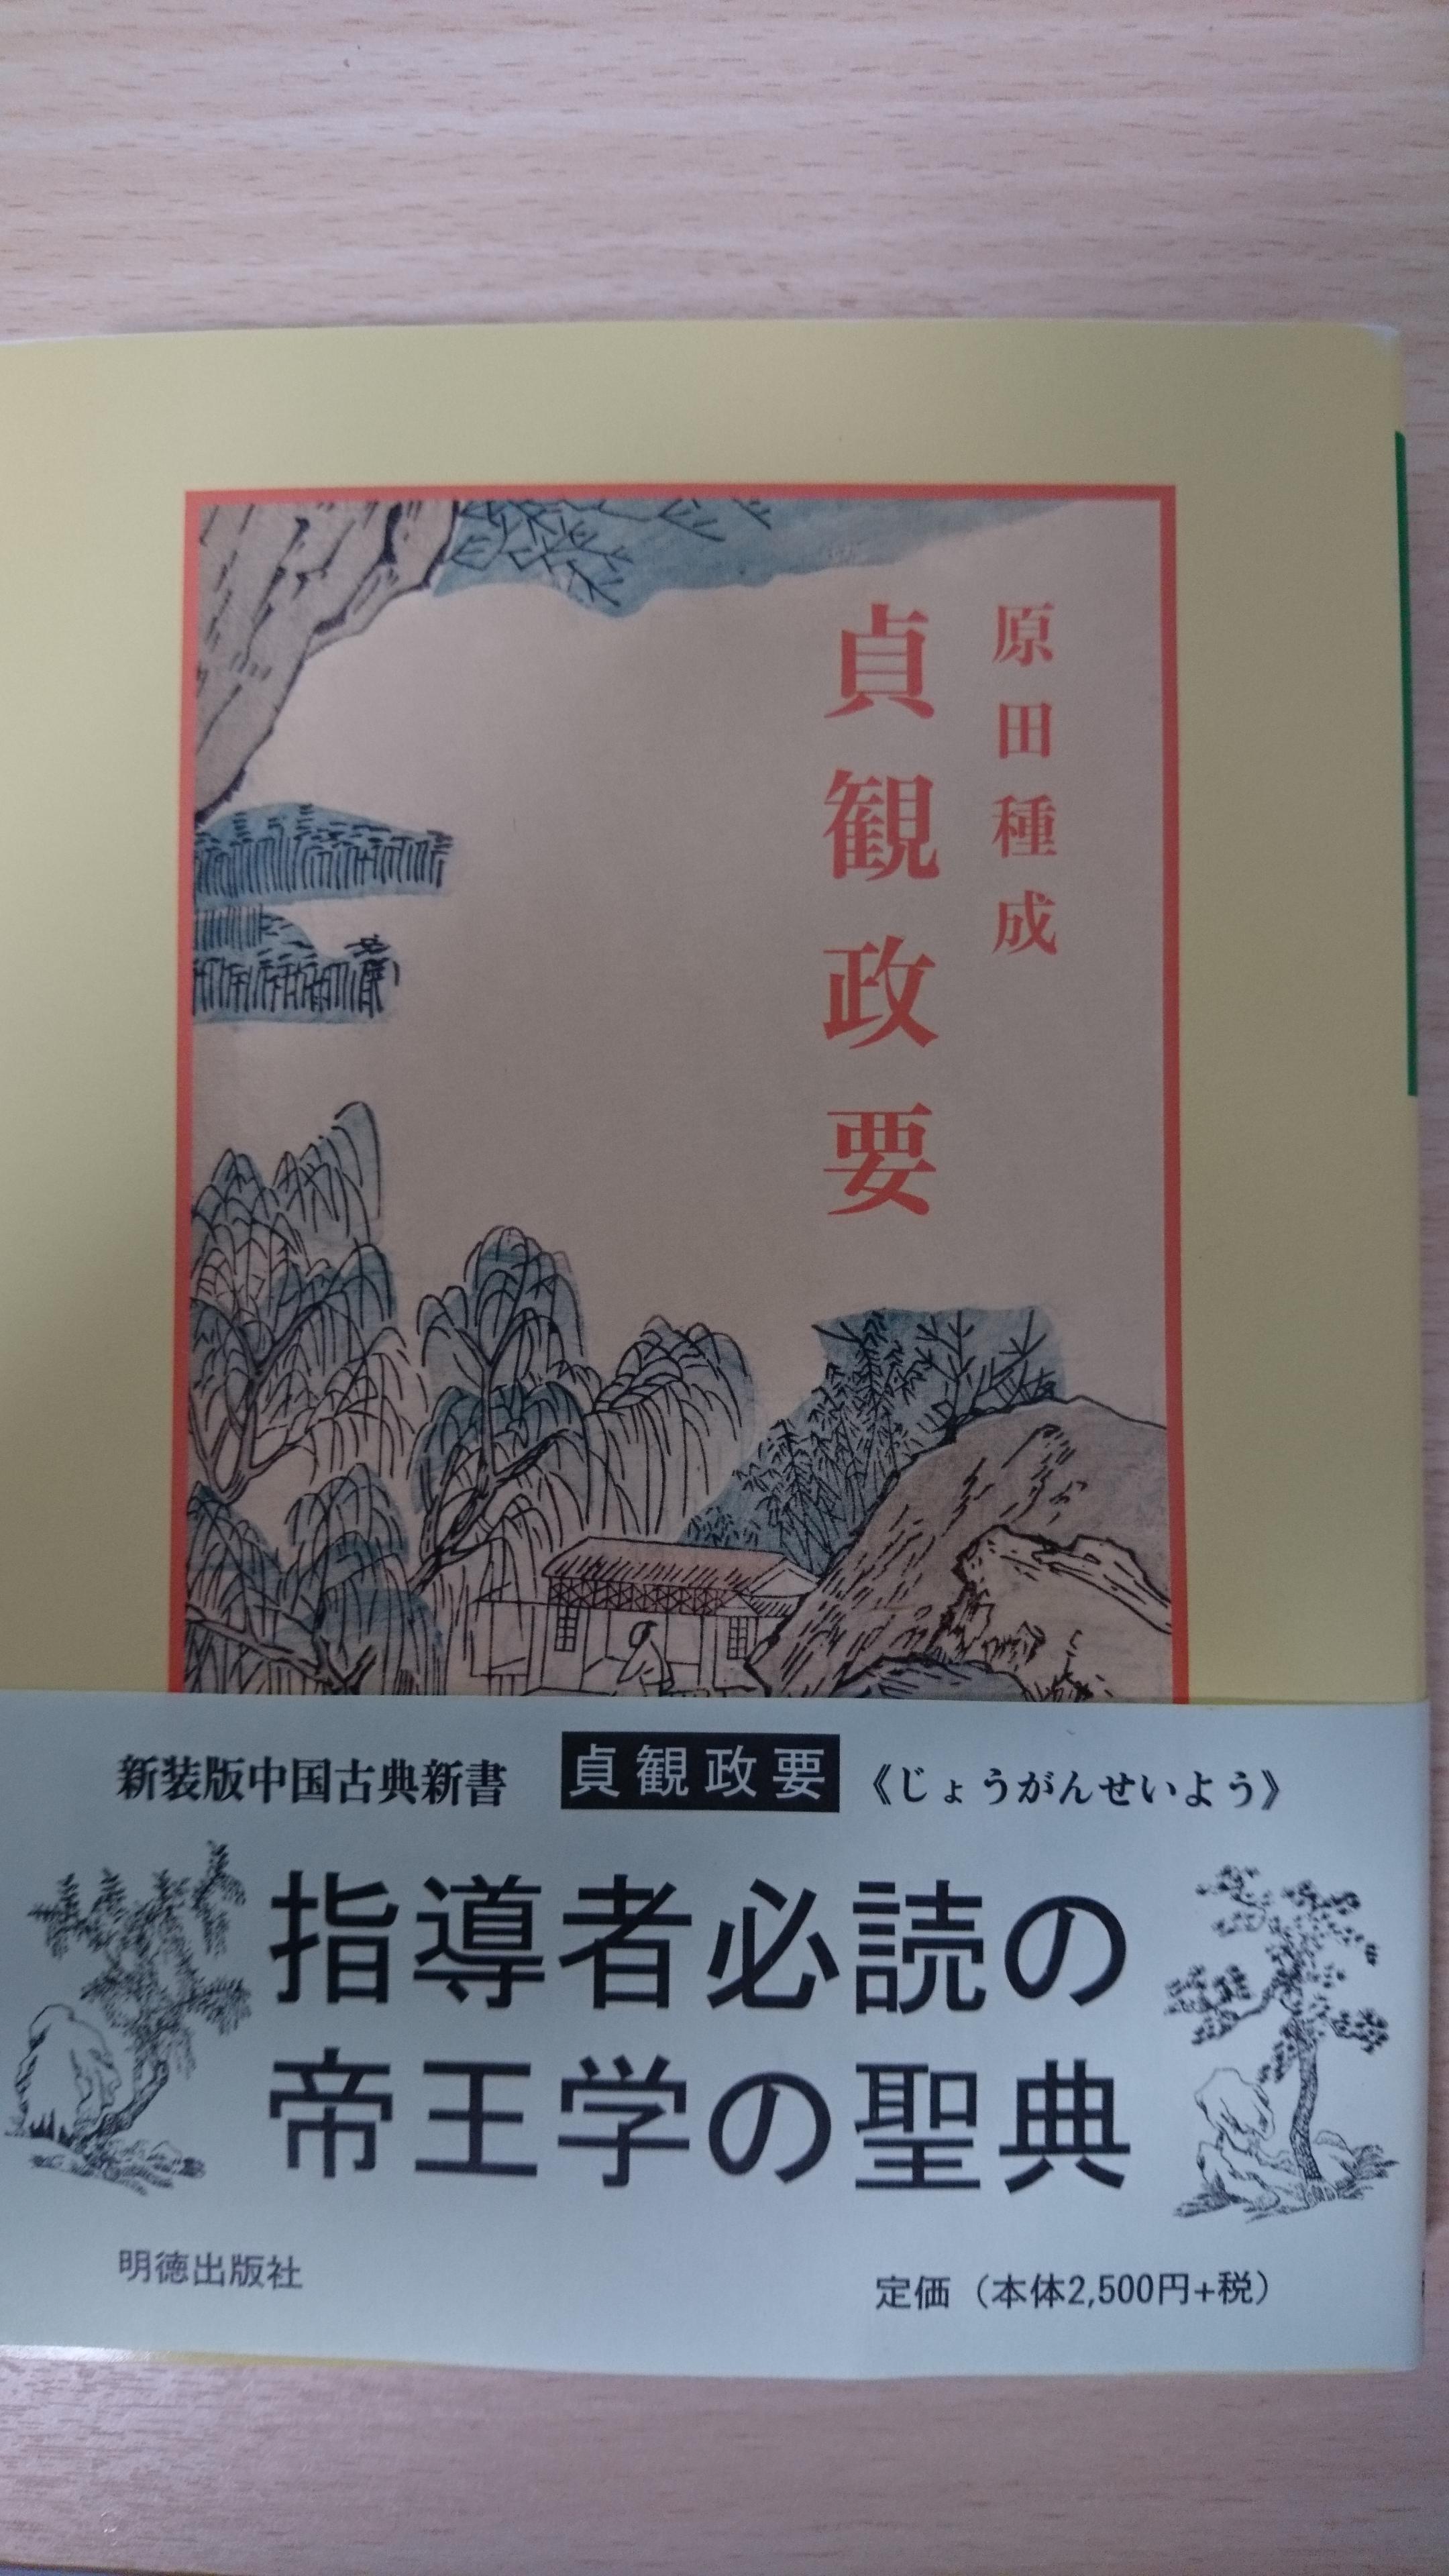 原田種成
貞観政要
新装版中国古典新書 貞観政要 《じょうがんせいよう》
指導者必読の
帝王学の聖典
明徳出版社
定価（本体2,500円+税）